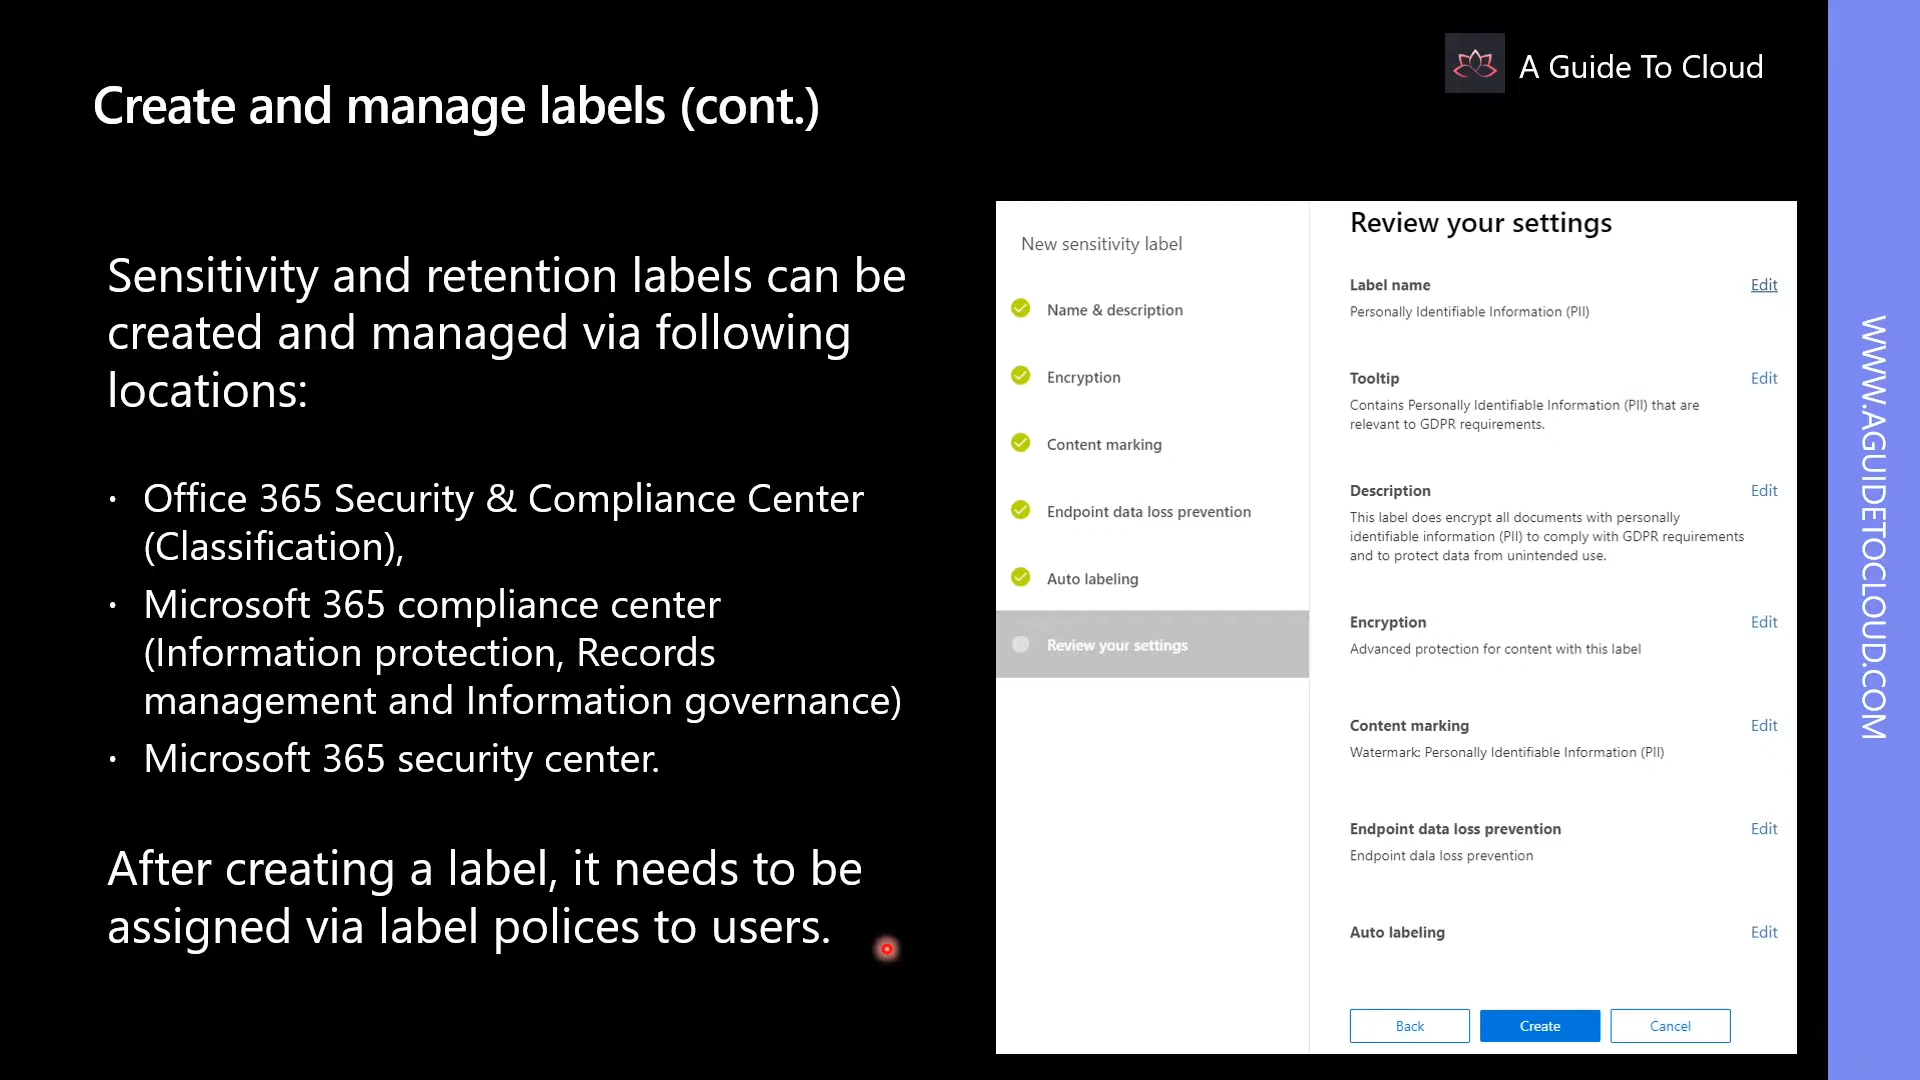 A Guide To Cloud
Create and manage labels (cont.)
Sensitivity and retention labels can be
created and managed via following
locations:
· Office 365 Security & Compliance Center
(Classification),
· Microsoft 365 compliance center
(Information protection, Records
management and Information governance)
· Microsoft 365 security center.
After creating a label, it needs to be
assigned via label polices to users.
New sensitivity label
Name & description
Encryption
Content marking
Endpoint data loss prevention
Auto labeling
Review your settings
Review your settings
Label name Edit
Personally Identifiable Information (PII)
Tooltip Edit
Contains Personally Identifiable Information (PII) that are
relevant to GDPR requirements.
Description Edit
This label does encrypt all documents with personally
identifiable information (PII) to comply with GDPR requirements
and to protect data from unintended use.
Encryption Edit
Advanced protection for content with this label
Content marking Edit
Watermark: Personally Identifiable Information (PII)
Endpoint data loss prevention Edit
Endpoint dala loss prevention
Auto labeling Edit
Back Create Cancel
WWW.AGUIDETOCLOUD.COM